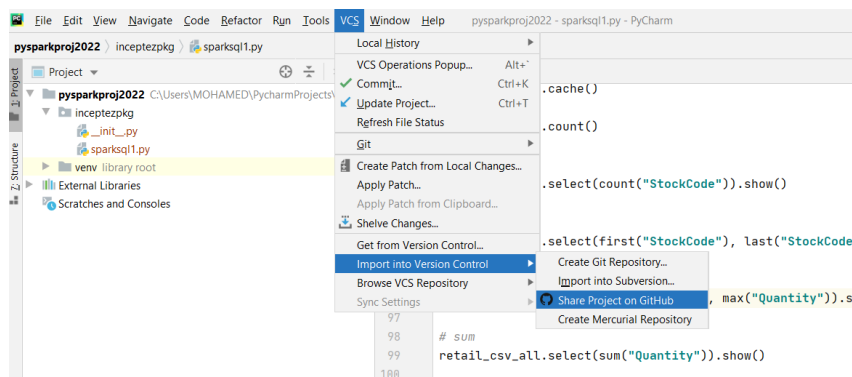 File Edit View Navigate Code Refactor Run Tools VCS Window Help pysparkproj2022 - sparksql1.py - PyCharm
pysparkproj2022 inceptezpkg sparksql1.py
Project
pysparkproj2022 C:\Users\MOHAMED\PycharmProjects\
inceptezpkg
__init__.py
sparksql1.py
venv library root
External Libraries
Scratches and Consoles
1: Project
Z: Structure
Local History
VCS Operations Popup... Alt+`
Commit... Ctrl+K
Update Project... Ctrl+T
Refresh File Status
Git
Create Patch from Local Changes...
Apply Patch...
Apply Patch from Clipboard...
Shelve Changes...
Get from Version Control...
Import into Version Control
Browse VCS Repository
Sync Settings
Create Git Repository...
Import into Subversion...
Share Project on GitHub
Create Mercurial Repository
.cache()
.count()
.select(count("StockCode")).show()
.select(first("StockCode"), last("StockCode
, max("Quantity")).s
97
98 # sum
99 retail_csv_all.select(sum("Quantity")).show()
100